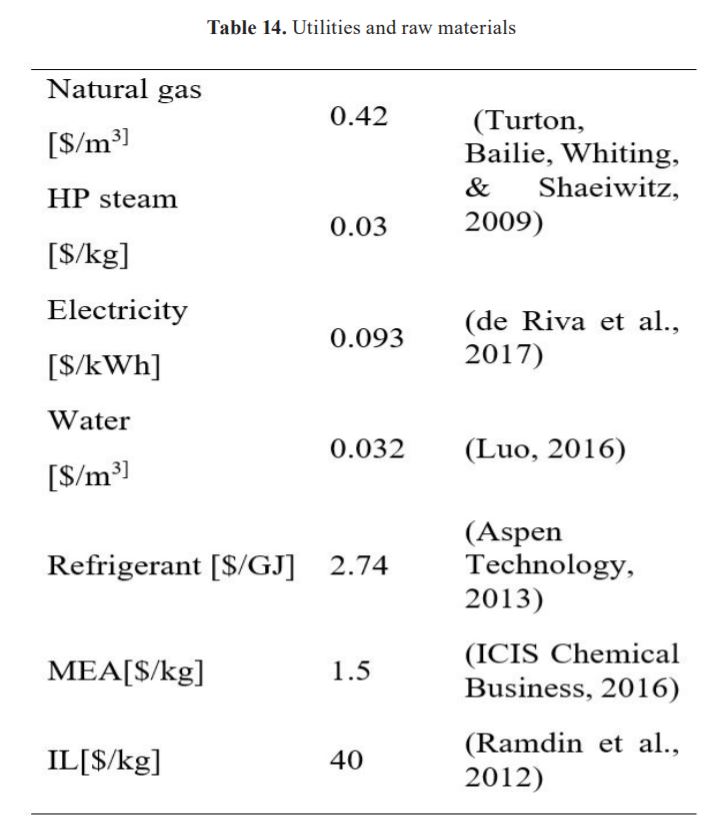 Table 14. Utilities and raw materials
Natural gas
[$/m³]
0.42
HP steam
[$/kg]
0.03
(Turton,
Bailie, Whiting,
& Shaeiwitz,
2009)
Electricity
[$/kWh]
0.093
(de Riva et al.,
2017)
Water
[$/m³]
0.032
(Luo, 2016)
Refrigerant [$/GJ]
2.74
(Aspen
Technology,
2013)
MEA[$/kg]
1.5
(ICIS Chemical
Business, 2016)
IL[$/kg]
40
(Ramdin et al.,
2012)